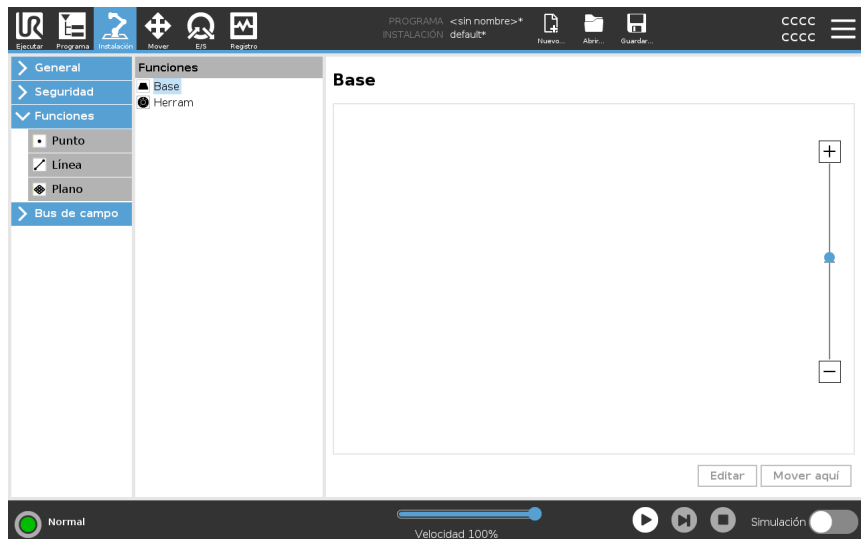 UR
Ejecutar
Programa
Instalación
Mover
E/S
Registro
PROGRAMA <sin nombre>*
INSTALACIÓN default*
Nuevo...
Abrir...
Guardar...
CCCC
CCCC
General
Seguridad
Funciones
Punto
Línea
Plano
Bus de campo
Funciones
Base
Herram
Base
Editar
Mover aquí
Normal
Velocidad 100%
Simulación